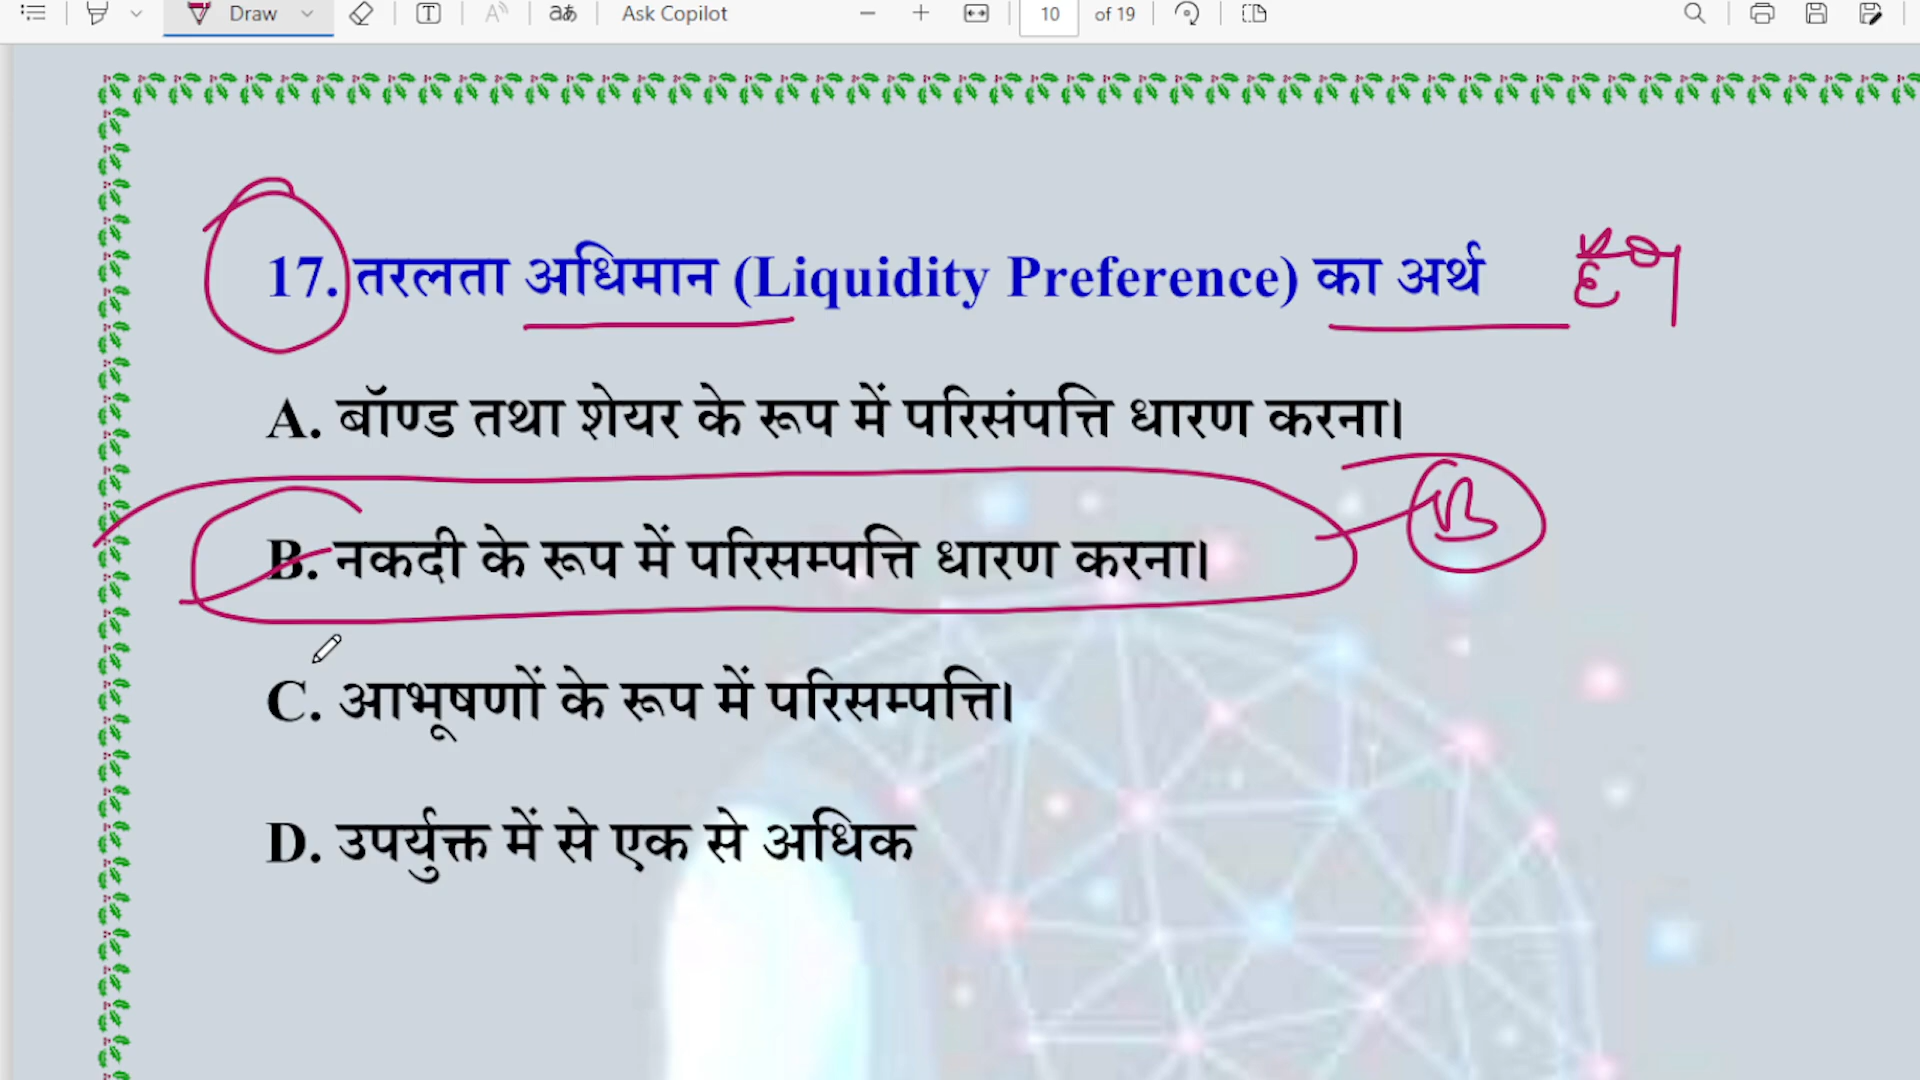 Draw
Ask Copilot
10 of 19
17. तरलता अधिमान (Liquidity Preference) का अर्थ
A. बॉण्ड तथा शेयर के रूप में परिसंपत्ति धारण करना।
B. नकदी के रूप में परिसम्पत्ति धारण करना।
B
C. आभूषणों के रूप में परिसम्पत्ति।
D. उपर्युक्त में से एक से अधिक